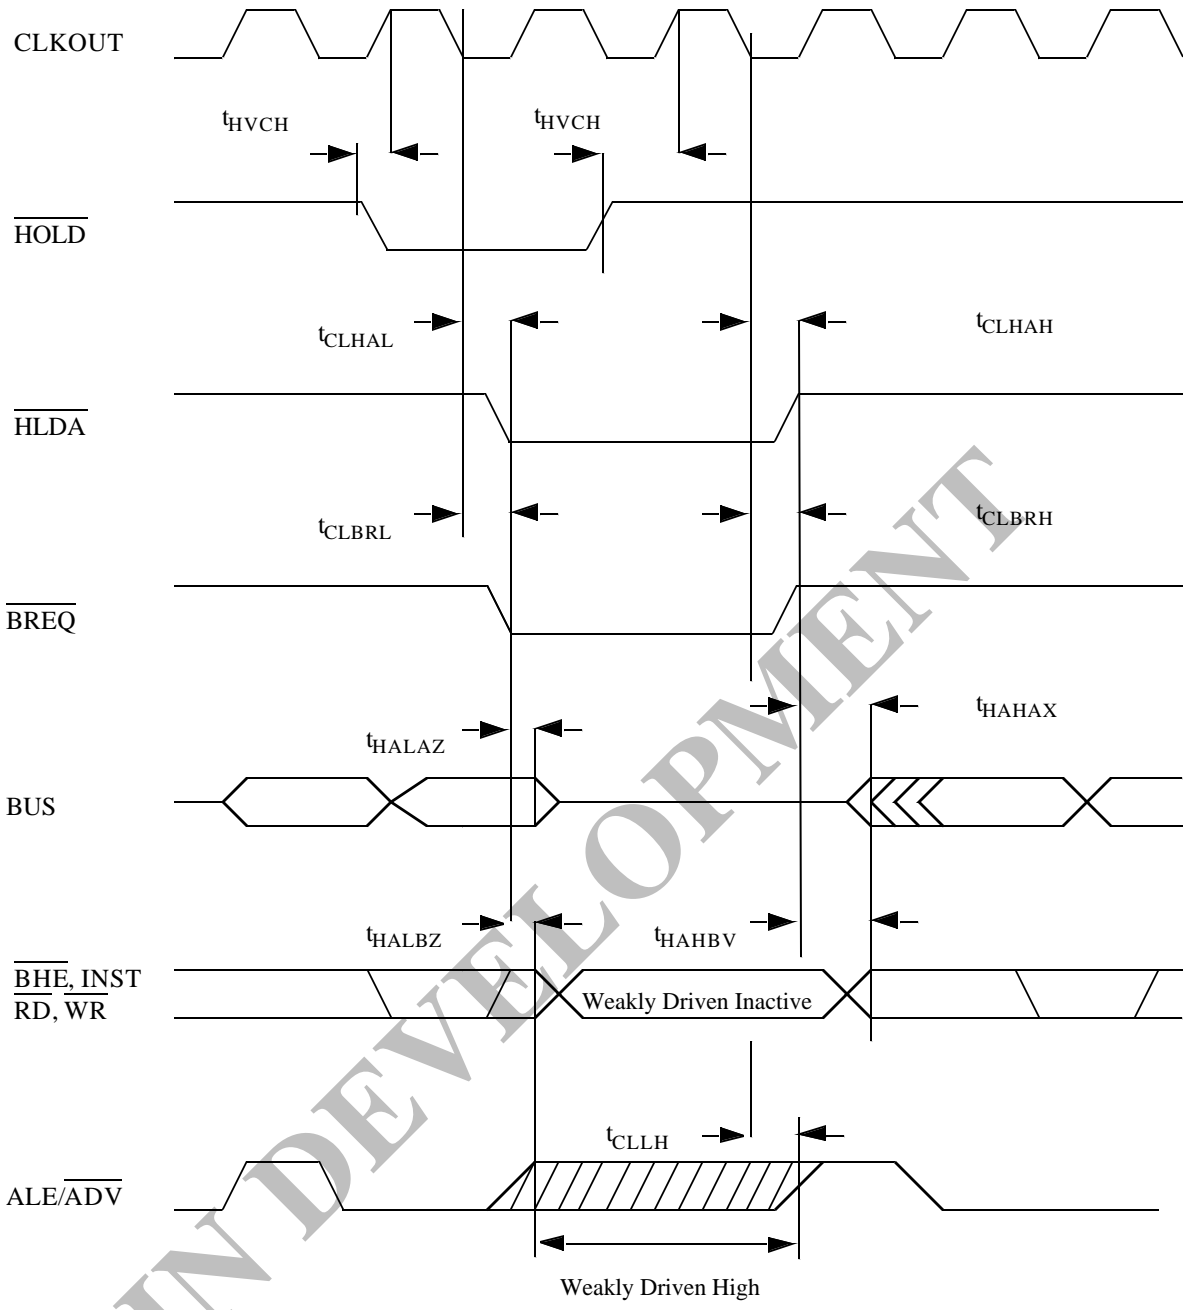 CLKOUT
tHVCH tHVCH
HOLD
tCLHAL tCLHAH
HLDA
tCLBRL tCLBRH
BREQ
tHALAZ tHAHAX
BUS
tHALBZ tHAHBV
BHE, INST
RD, WR
Weakly Driven Inactive
tCLLH
ALE/ADV
Weakly Driven High
IN DEVELOPMENT